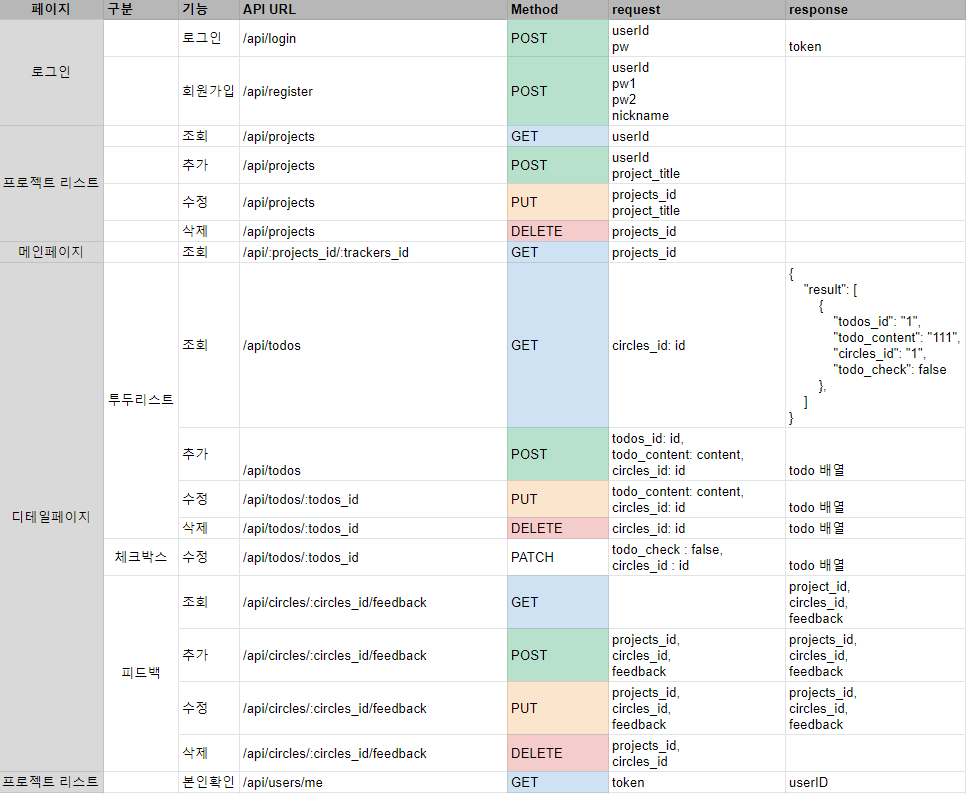 페이지 구분 기능 API URL Method request response
로그인
로그인 /api/login POST userId
pw
token
회원가입 /api/register POST userId
pw1
pw2
nickname
프로젝트 리스트
조회 /api/projects GET userId
추가 /api/projects POST userId
project_title
수정 /api/projects PUT projects_id
project_title
삭제 /api/projects DELETE projects_id
메인페이지 조회 /api/:projects_id/:trackers_id GET projects_id
디테일페이지
투두리스트
조회 /api/todos GET circles_id: id
{
"result": [
{
"todos_id": "1",
"todo_content": "111",
"circles_id": "1",
"todo_check": false
},
]
}
추가 /api/todos POST todos_id: id,
todo_content: content,
circles_id: id
todo 배열
수정 /api/todos/:todos_id PUT todo_content: content,
circles_id: id
todo 배열
삭제 /api/todos/:todos_id DELETE circles_id: id todo 배열
체크박스 수정 /api/todos/:todos_id PATCH todo_check : false,
circles_id : id
todo 배열
피드백
조회 /api/circles/:circles_id/feedback GET
project_id,
circles_id,
feedback
추가 /api/circles/:circles_id/feedback POST projects_id,
circles_id,
feedback
projects_id,
circles_id,
feedback
수정 /api/circles/:circles_id/feedback PUT projects_id,
circles_id,
feedback
projects_id,
circles_id,
feedback
삭제 /api/circles/:circles_id/feedback DELETE projects_id,
circles_id
프로젝트 리스트 본인확인 /api/users/me GET token userID